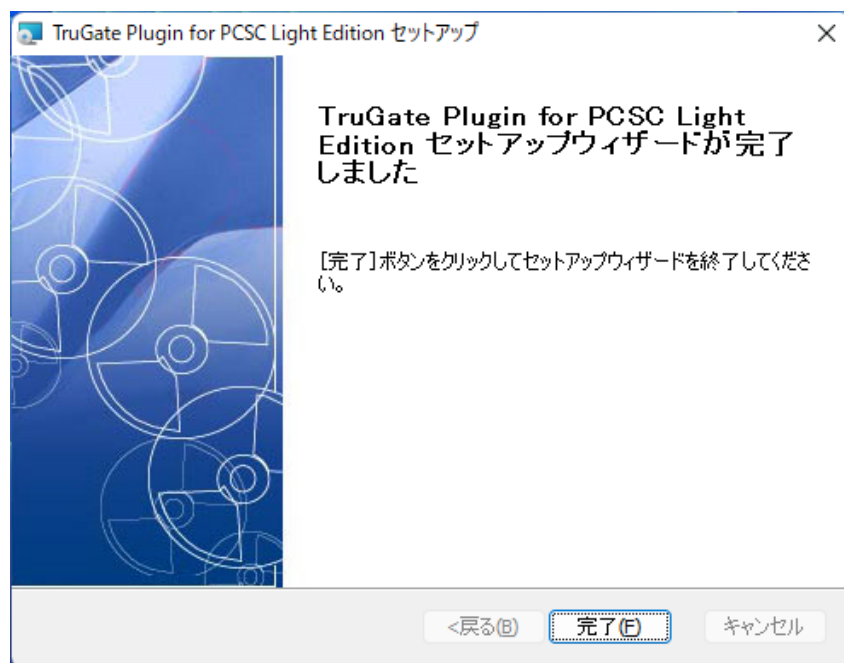 TruGate Plugin for PCSC Light Edition セットアップ
TruGate Plugin for PCSC Light
Edition セットアップウィザードが完了
しました
[完了]ボタンをクリックしてセットアップウィザードを終了してくださ
い。
<戻る(B)
完了(F)
キャンセル